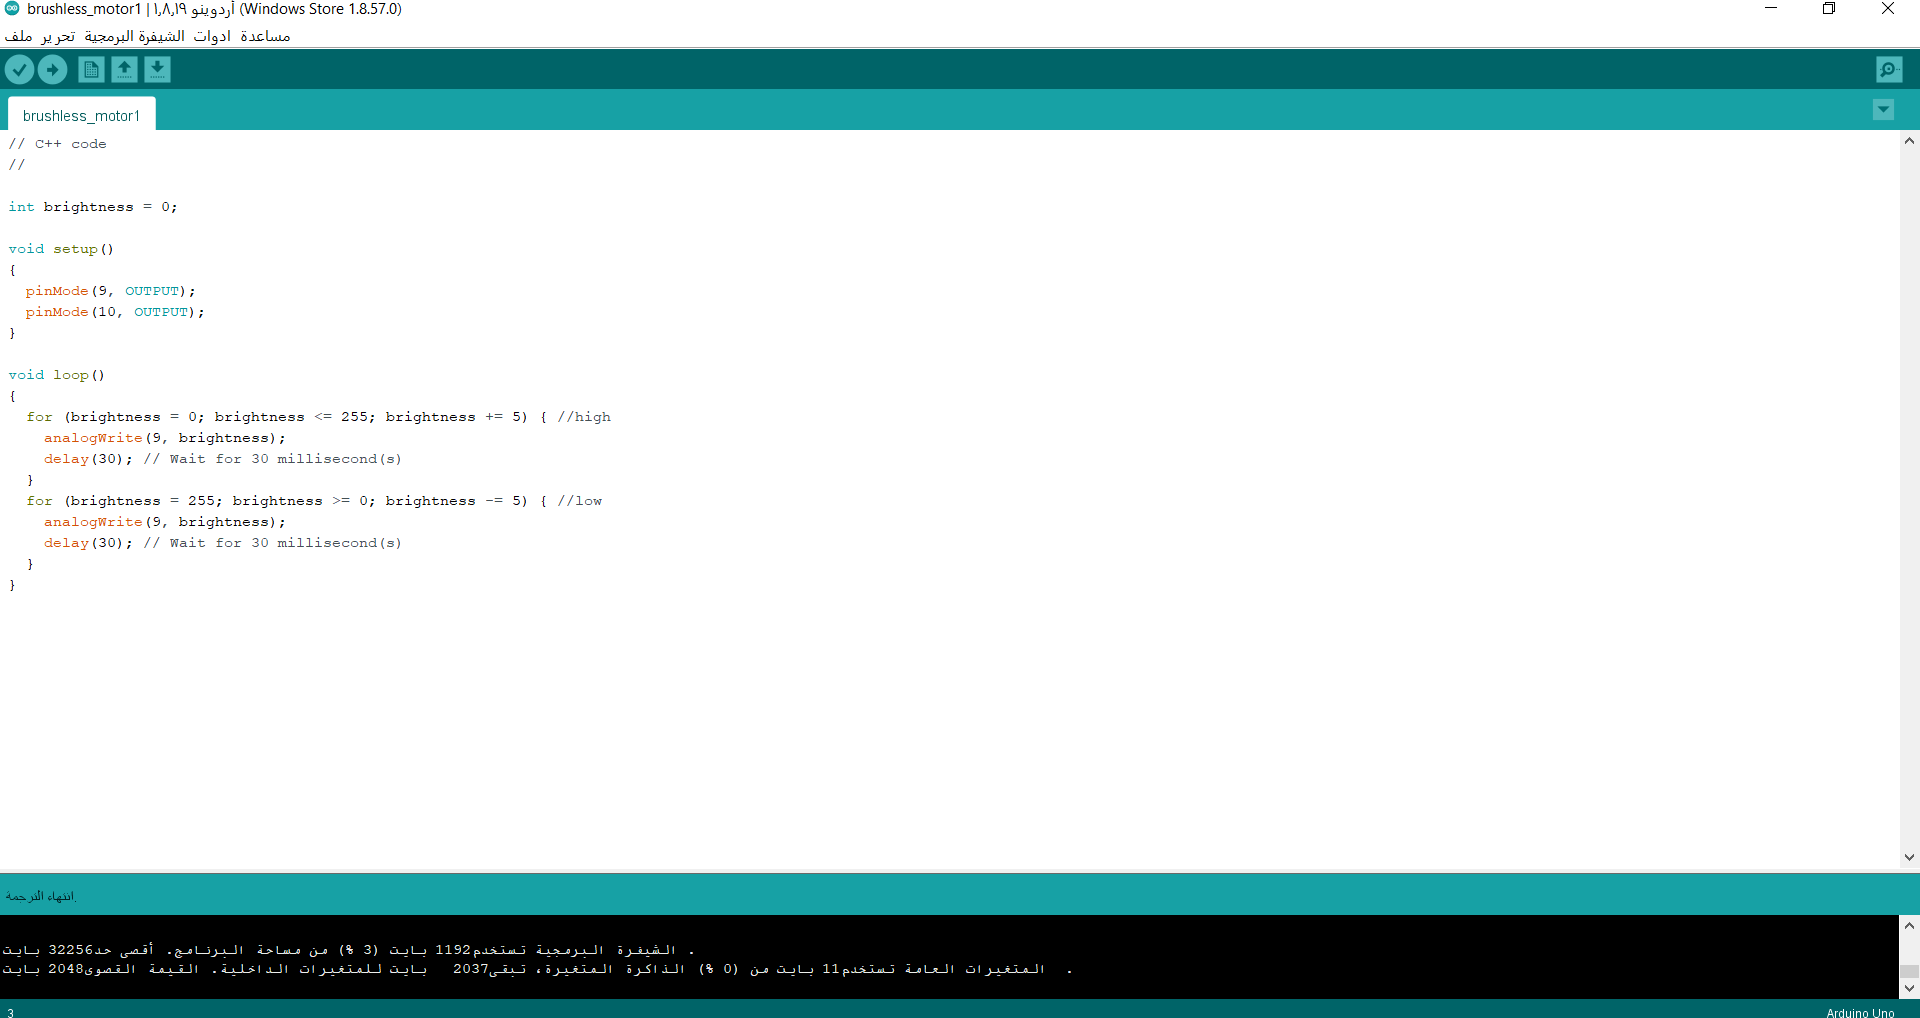 brushless_motor1 | أردوينو ١,٨,١٩ (Windows Store 1.8.57.0)
ملف تحرير الشيفرة البرمجية ادوات مساعدة
brushless_motor1
// C++ code
//
int brightness = 0;
void setup()
{
  pinMode(9, OUTPUT);
  pinMode(10, OUTPUT);
}
void loop()
{
  for (brightness = 0; brightness <= 255; brightness += 5) { //high
    analogWrite(9, brightness);
    delay(30); // Wait for 30 millisecond(s)
  }
  for (brightness = 255; brightness >= 0; brightness -= 5) { //low
    analogWrite(9, brightness);
    delay(30); // Wait for 30 millisecond(s)
  }
}
انتهاء الترجمة.
الشيفرة البرمجية تستخدم1192 بايت (3 %) من مساحة البرنامج. أقصى حد32256 بايت.
المتغيرات العامة تستخدم11 بايت من (0 %) الذاكرة المتغيرة، تبقى2037 بايت للمتغيرات الداخلية. القيمة القصوى2048 بايت.
3
Arduino Uno